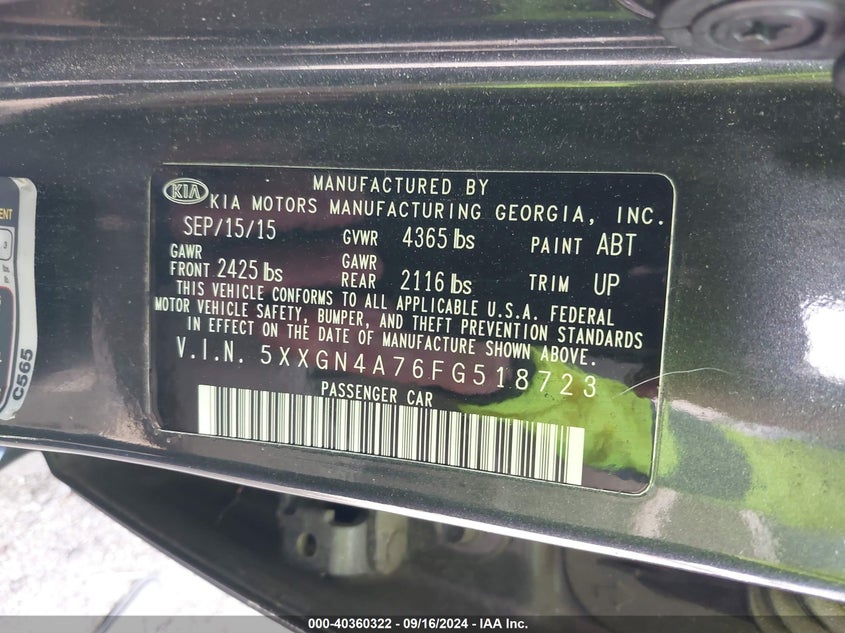 MANUFACTURED BY
KIA
KIA MOTORS MANUFACTURING GEORGIA, INC.
SEP/15/15 GVWR 4365 lbs PAINT ABT
GAWR FRONT 2425 lbs GAWR REAR 2116 lbs TRIM UP
THIS VEHICLE CONFORMS TO ALL APPLICABLE U.S.A. FEDERAL
MOTOR VEHICLE SAFETY, BUMPER, AND THEFT PREVENTION STANDARDS
IN EFFECT ON THE DATE OF MANUFACTURE SHOWN ABOVE.
V.I.N. 5XXGN4A76FG518723
PASSENGER CAR
C565
000-40360322 - 09/16/2024 - IAA Inc.